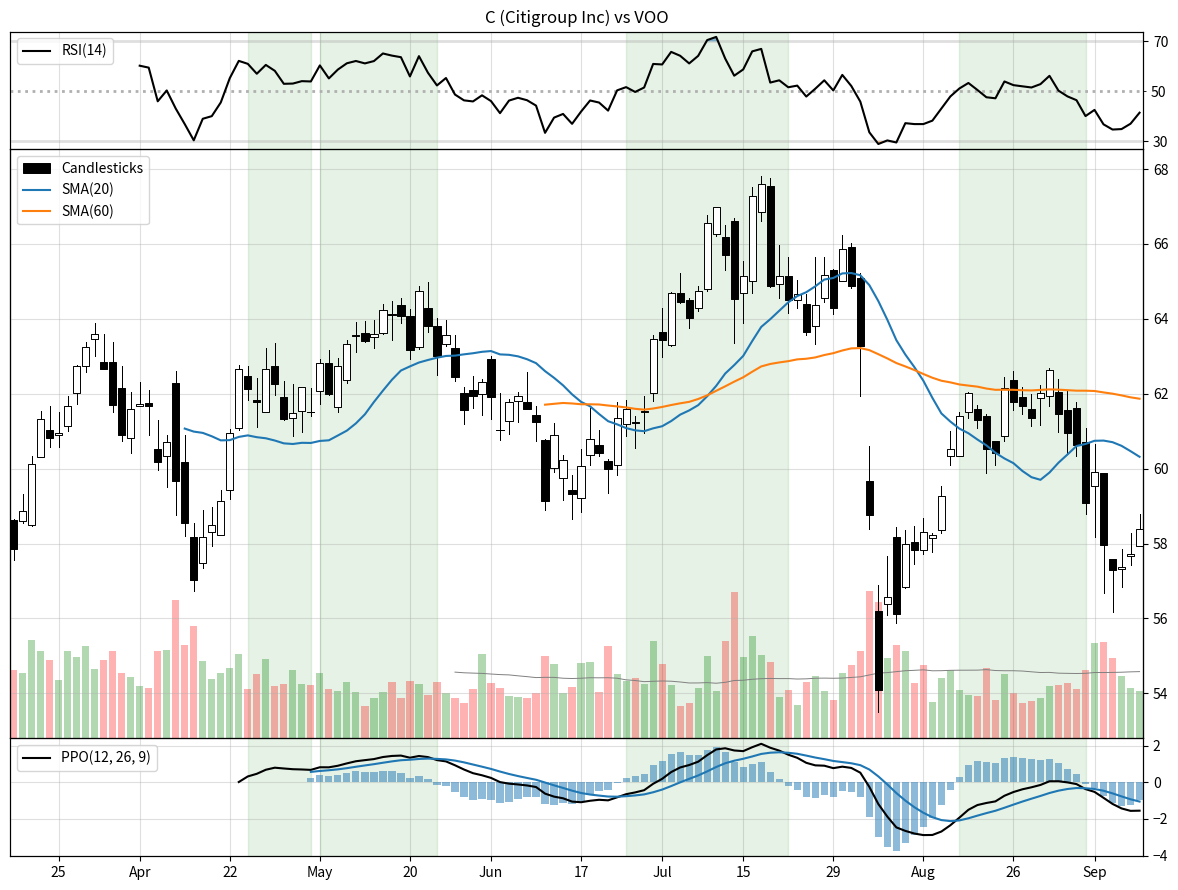 C (Citigroup Inc) vs VOO
RSI(14)
70
50
30
Candlesticks
SMA(20)
SMA(60)
68
66
64
62
60
58
56
54
PPO(12, 26, 9)
2
0
−2
−4
25 Apr 22 May 20 Jun 17 Jul 15 29 Aug 26 Sep